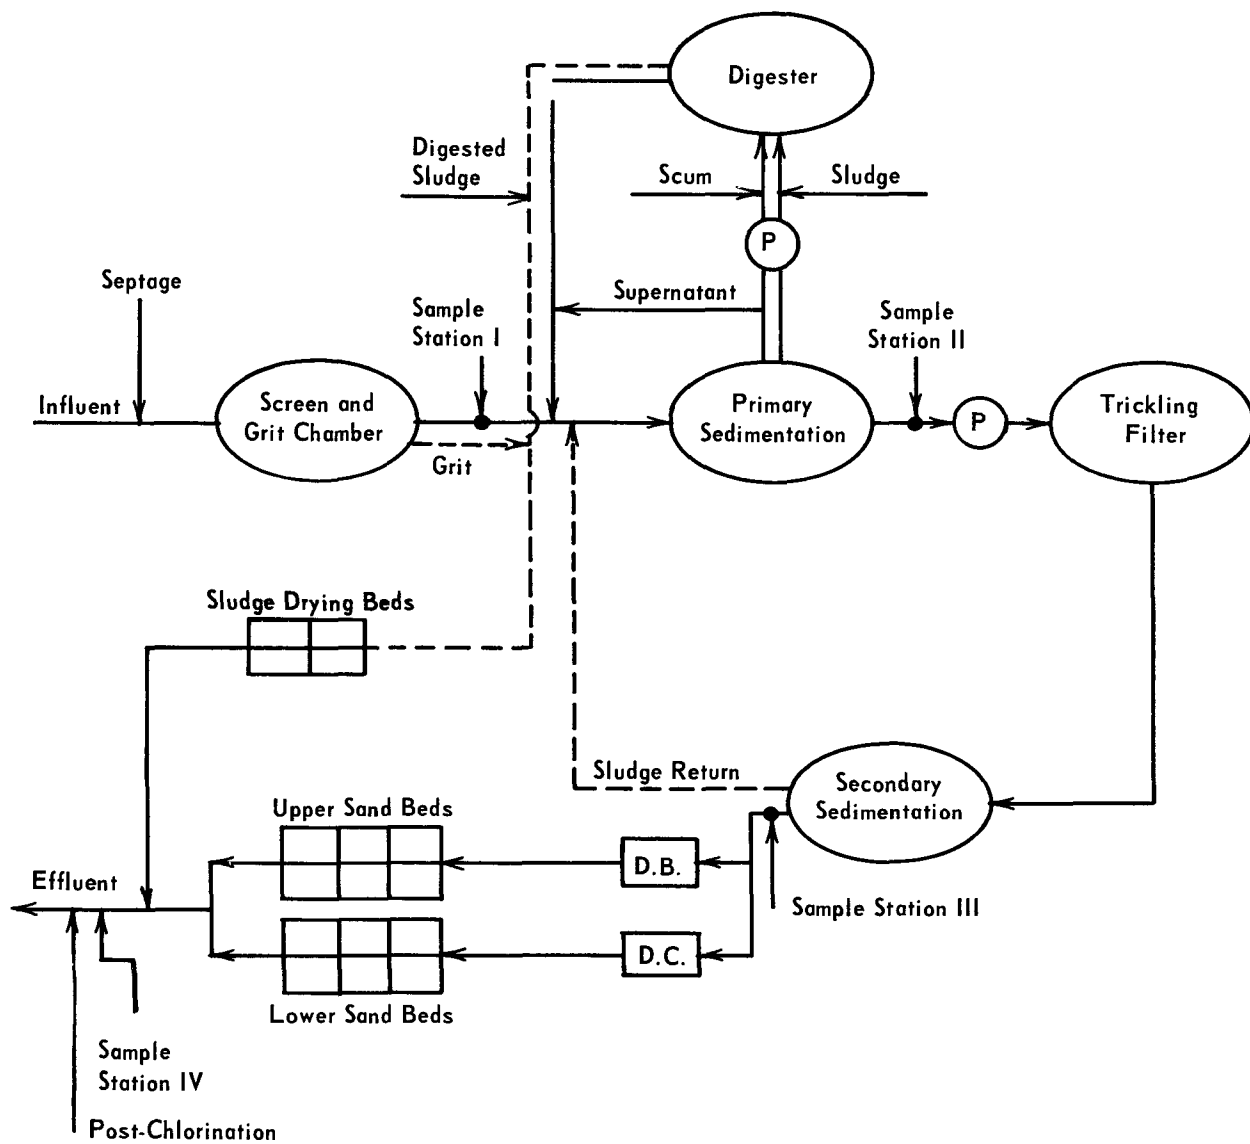 Digester
Digested
Sludge
Scum
Sludge
P
Septage
Supernatant
Sample
Station I
Sample
Station II
Influent
Screen and
Grit Chamber
Grit
Primary
Sedimentation
P
Trickling
Filter
Sludge Drying Beds
Sludge Return
Secondary
Sedimentation
Upper Sand Beds
D.B.
Effluent
Sample Station III
D.C.
Lower Sand Beds
Sample
Station IV
Post-Chlorination